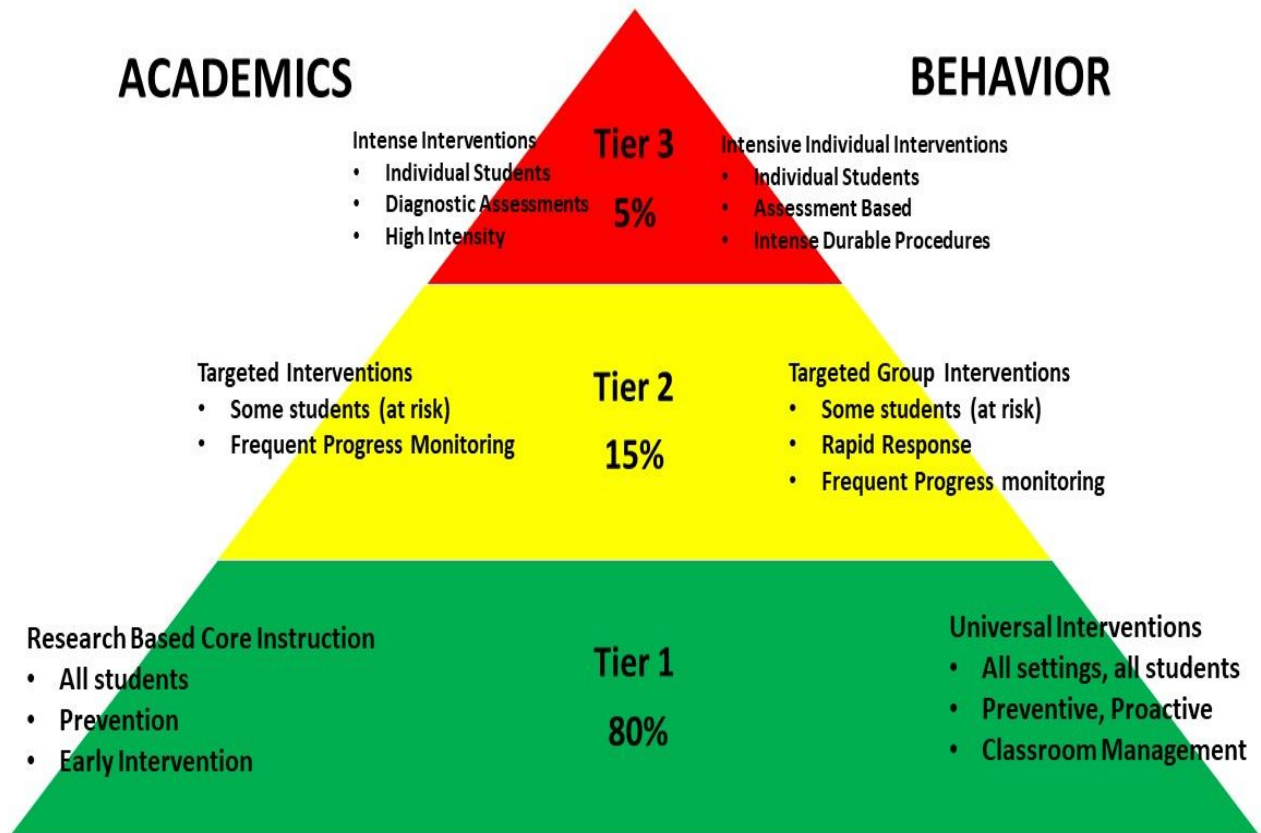 ACADEMICS
BEHAVIOR
Tier 3
5%
Intense Interventions
• Individual Students
• Diagnostic Assessments
• High Intensity
Intensive Individual Interventions
• Individual Students
• Assessment Based
• Intense Durable Procedures
Tier 2
15%
Targeted Interventions
• Some students (at risk)
• Frequent Progress Monitoring
Targeted Group Interventions
• Some students (at risk)
• Rapid Response
• Frequent Progress monitoring
Tier 1
80%
Research Based Core Instruction
• All students
• Prevention
• Early Intervention
Universal Interventions
• All settings, all students
• Preventive, Proactive
• Classroom Management